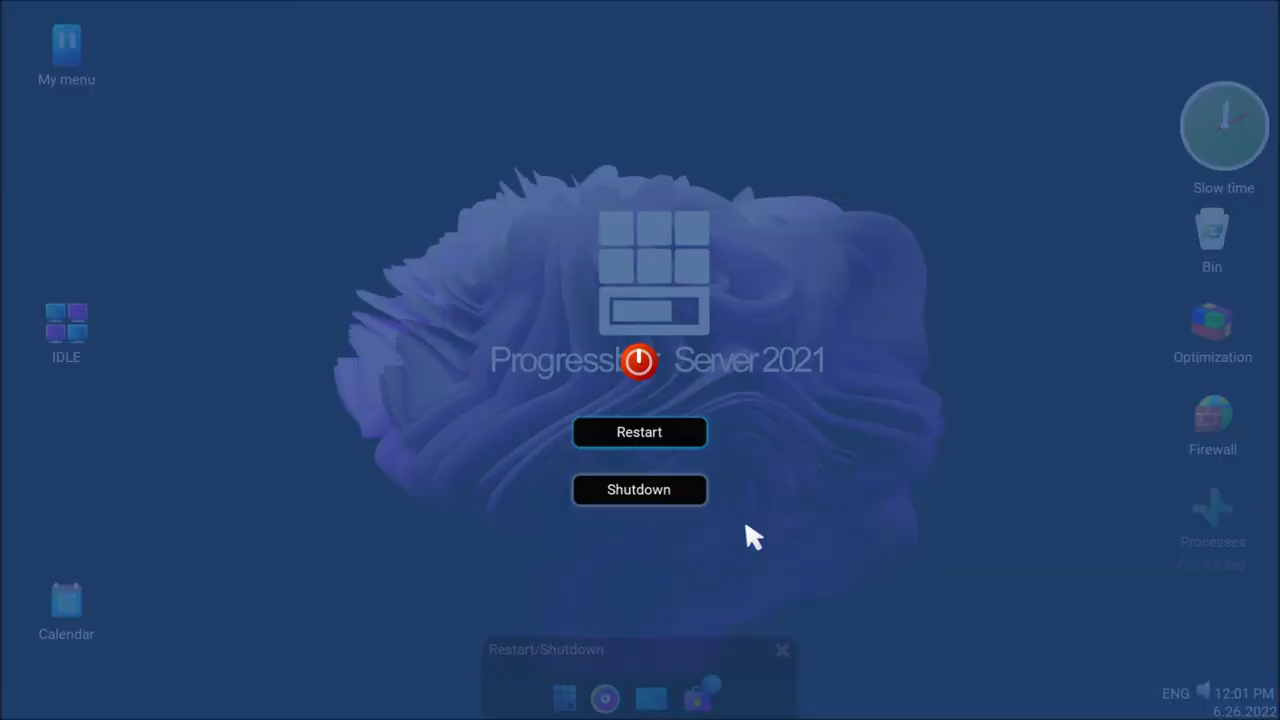 My menu
Slow time
Bin
IDLE
Optimization
Progressb Server 2021
Restart
Firewall
Shutdown
Processes
Calendar
Restart/Shutdown
ENG 12:01 PM
6.26.2022